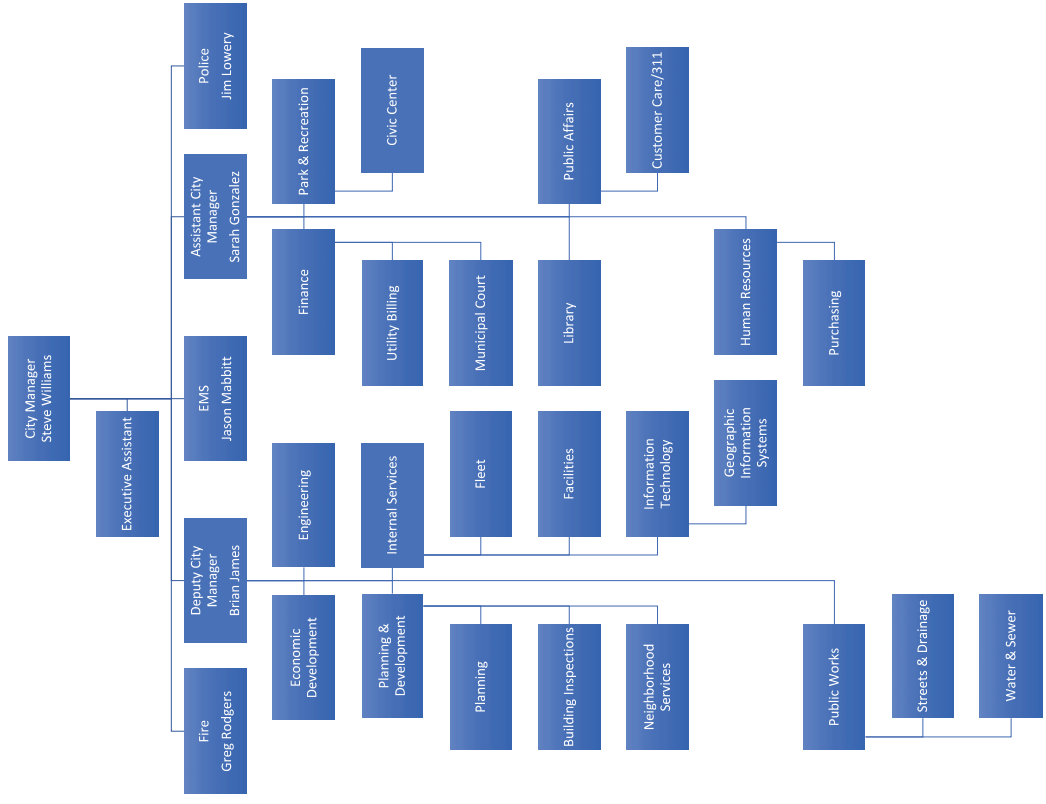 City Manager
Steve Williams
Executive Assistant
Fire
Greg Rodgers
Deputy City
Manager
Brian James
EMS
Jason Mabbitt
Assistant City
Manager
Sarah Gonzalez
Police
Jim Lowery
Economic
Development
Engineering
Finance
Park & Recreation
Planning &
Development
Internal Services
Utility Billing
Civic Center
Planning
Fleet
Municipal Court
Building Inspections
Facilities
Library
Public Affairs
Neighborhood
Services
Information
Technology
Customer Care/311
Geographic
Information
Systems
Human Resources
Public Works
Purchasing
Streets & Drainage
Water & Sewer